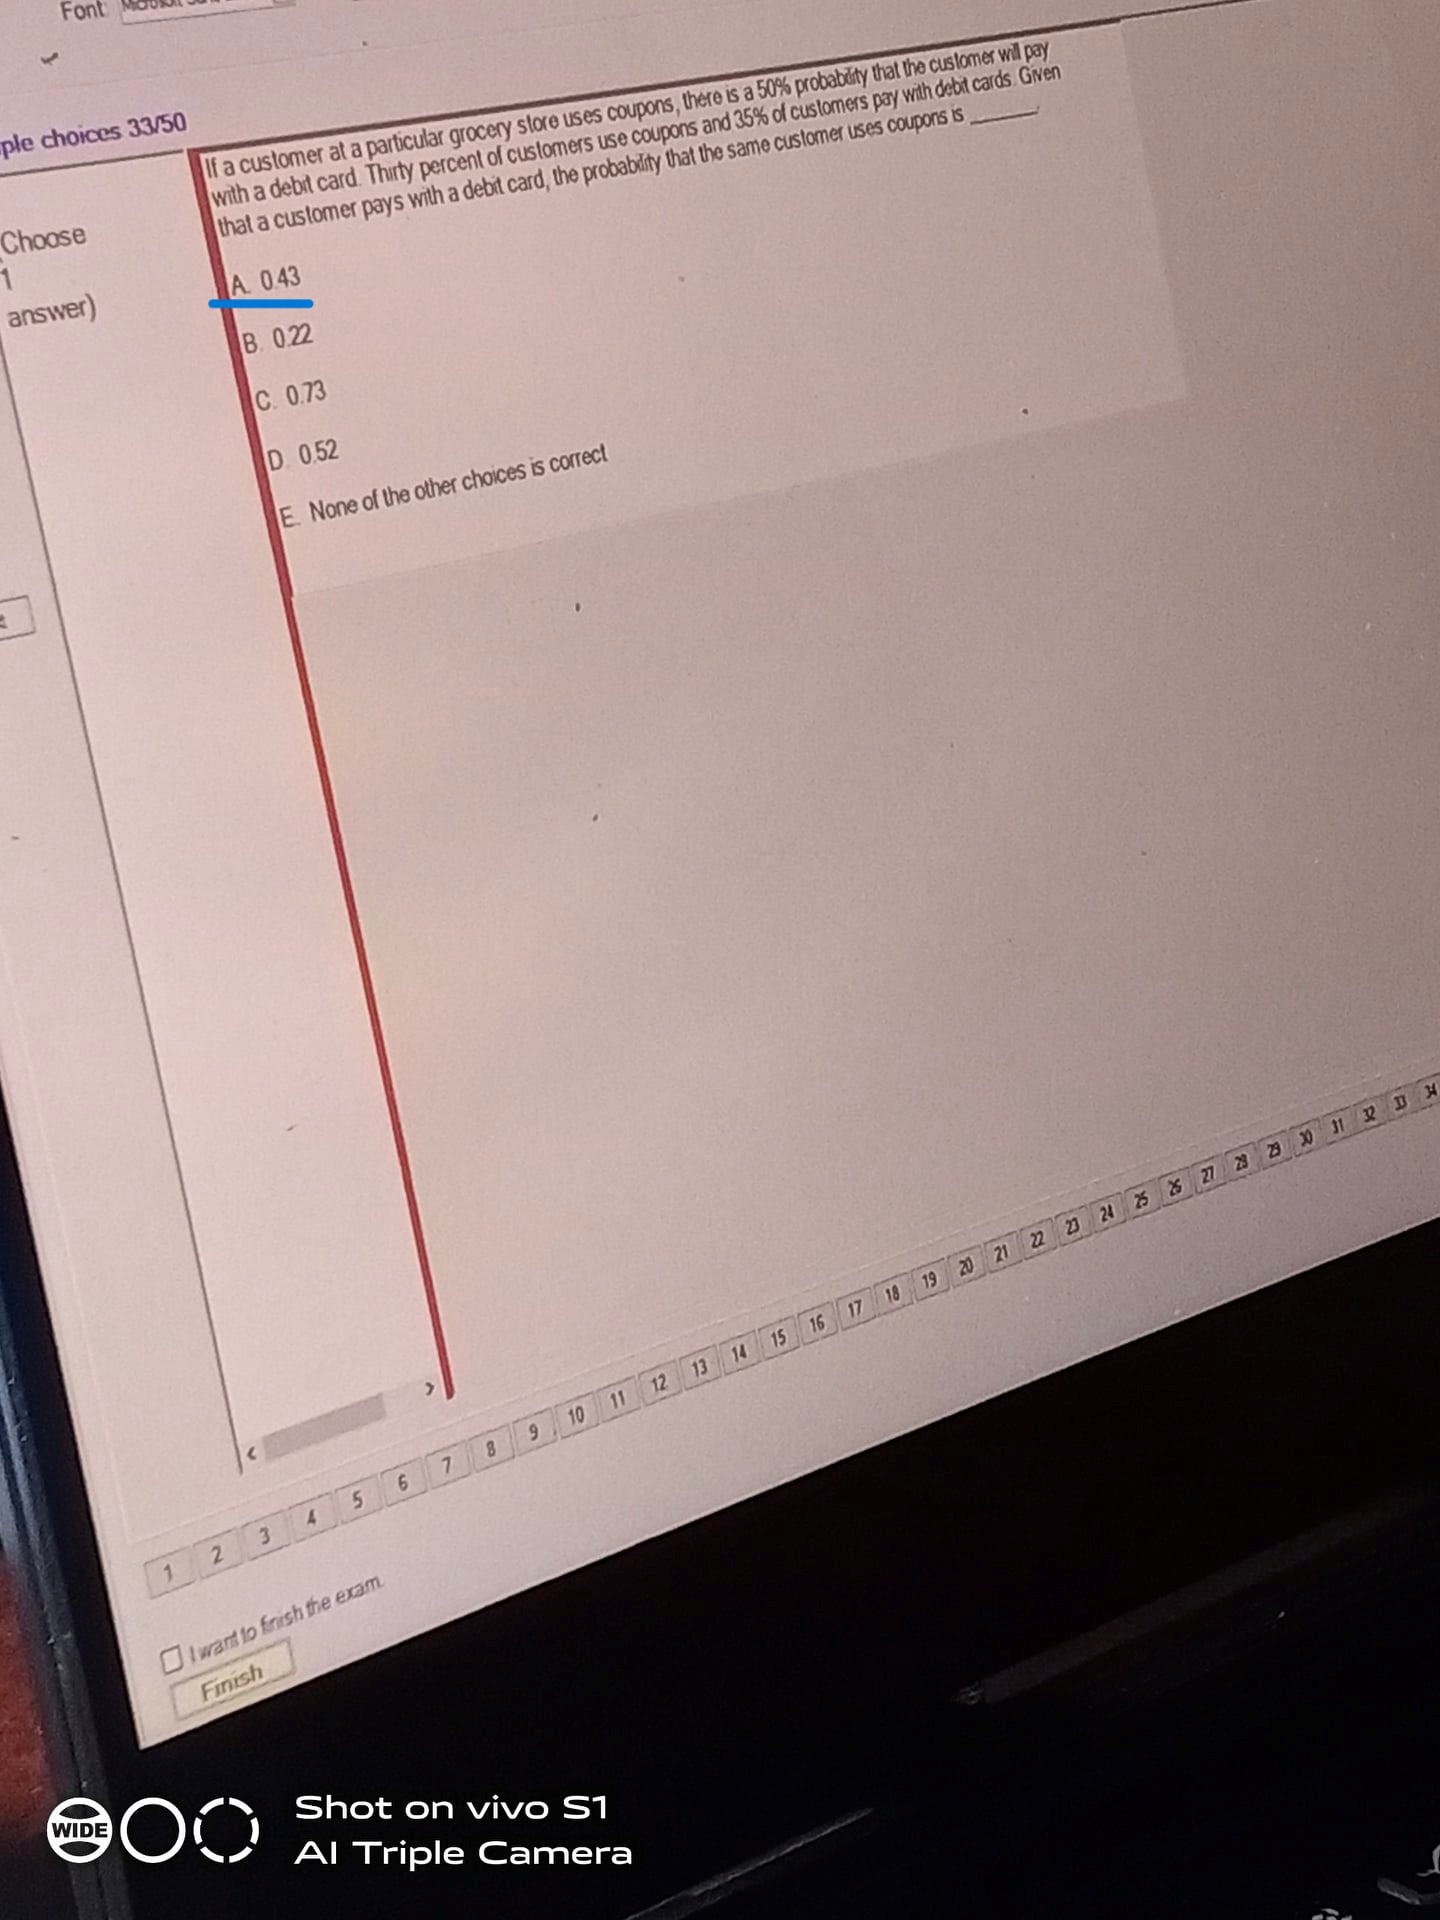 Font
ple choices 33/50
If a customer at a particular grocery store uses coupons, there is a 50% probability that the customer will pay
with a debit card. Thirty percent of customers use coupons and 35% of customers pay with debit cards. Given
that a customer pays with a debit card, the probability that the same customer uses coupons is ______.
Choose
1
answer)
A. 0.43
B. 0.22
C. 0.73
D. 0.52
E. None of the other choices is correct
1 2 3 4 5 6 7 8 9 10 11 12 13 14 15 16 17 18 19 20 21 22 23 24 25 26 27 28 29 30 31 32 33 34
I want to finish the exam.
Finish
WIDE
Shot on vivo S1
AI Triple Camera